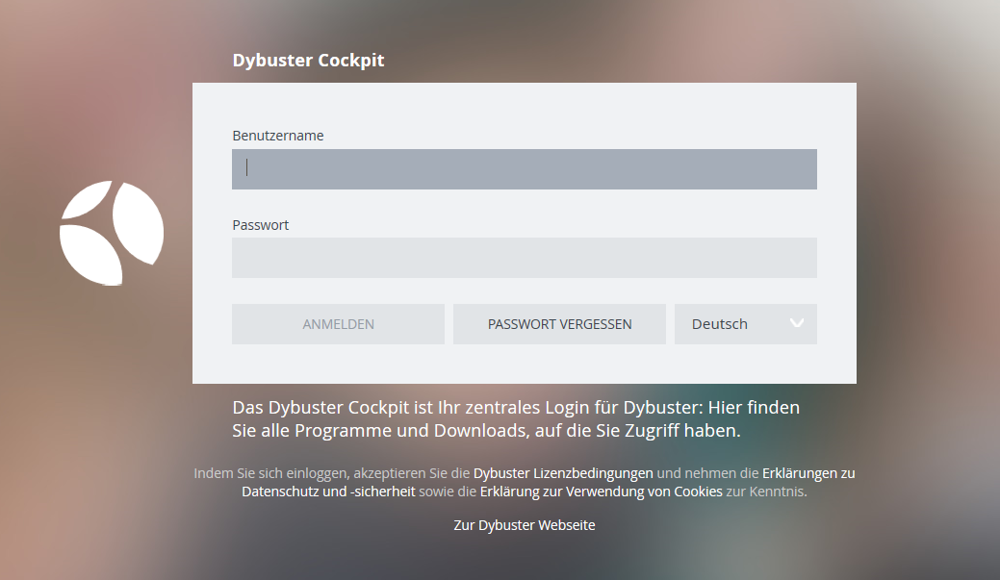 Dybuster Cockpit
Benutzername
Passwort
ANMELDEN
PASSWORT VERGESSEN
Deutsch
Das Dybuster Cockpit ist Ihr zentrales Login für Dybuster: Hier finden
Sie alle Programme und Downloads, auf die Sie Zugriff haben.
Indem Sie sich einloggen, akzeptieren Sie die Dybuster Lizenzbedingungen und nehmen die Erklärungen zu
Datenschutz und -sicherheit sowie die Erklärung zur Verwendung von Cookies zur Kenntnis.
Zur Dybuster Webseite